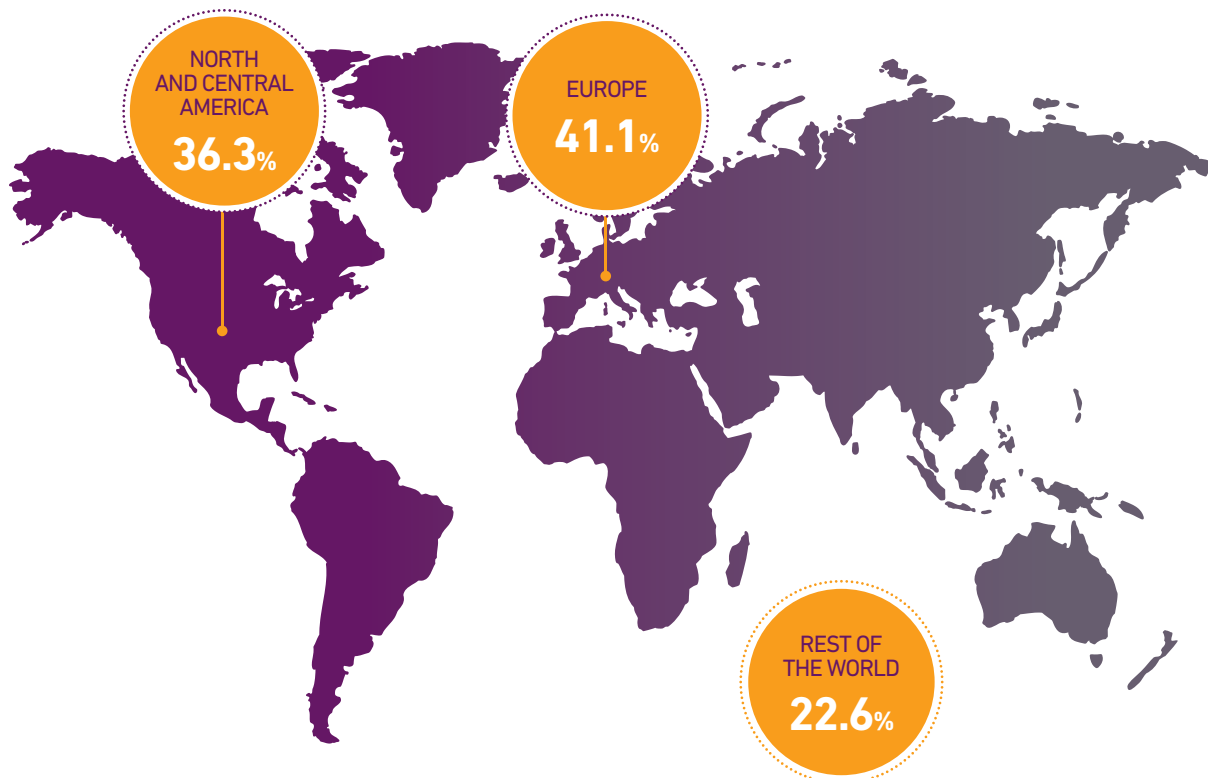 NORTH
AND CENTRAL
AMERICA
36.3%
EUROPE
41.1%
REST OF
THE WORLD
22.6%